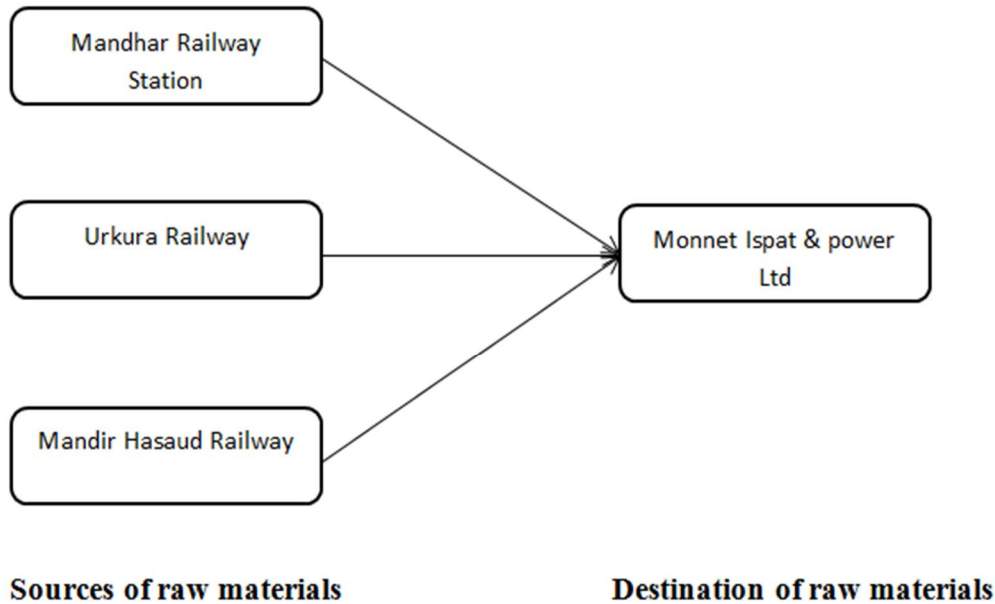 Mandhar Railway
Station
Urkura Railway
Monnet Ispat & power
Ltd
Mandir Hasaud Railway
Sources of raw materials
Destination of raw materials